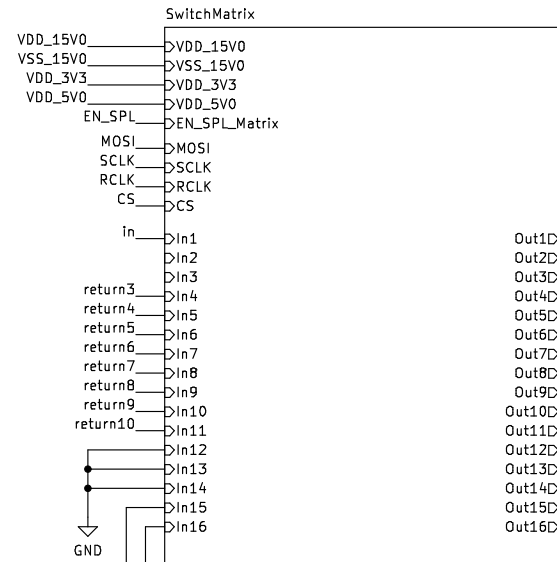 SwitchMatrix
VDD_15V0 VDD_15V0
VSS_15V0 VSS_15V0
VDD_3V3 VDD_3V3
VDD_5V0 VDD_5V0
EN_SPL EN_SPL_Matrix
MOSI MOSI
SCLK SCLK
RCLK RCLK
CS CS
in In1 Out1
In2 Out2
In3 Out3
return3 In4 Out4
return4 In5 Out5
return5 In6 Out6
return6 In7 Out7
return7 In8 Out8
return8 In9 Out9
return9 In10 Out10
return10 In11 Out11
In12 Out12
In13 Out13
In14 Out14
In15 Out15
In16 Out16
GND